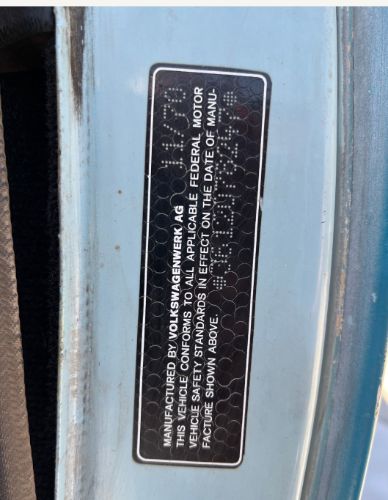 MANUFACTURED BY VOLKSWAGENWERK AG 11/70
THIS VEHICLE CONFORMS TO ALL APPLICABLE FEDERAL MOTOR
VEHICLE SAFETY STANDARDS IN EFFECT ON THE DATE OF MANU-
FACTURE SHOWN ABOVE.